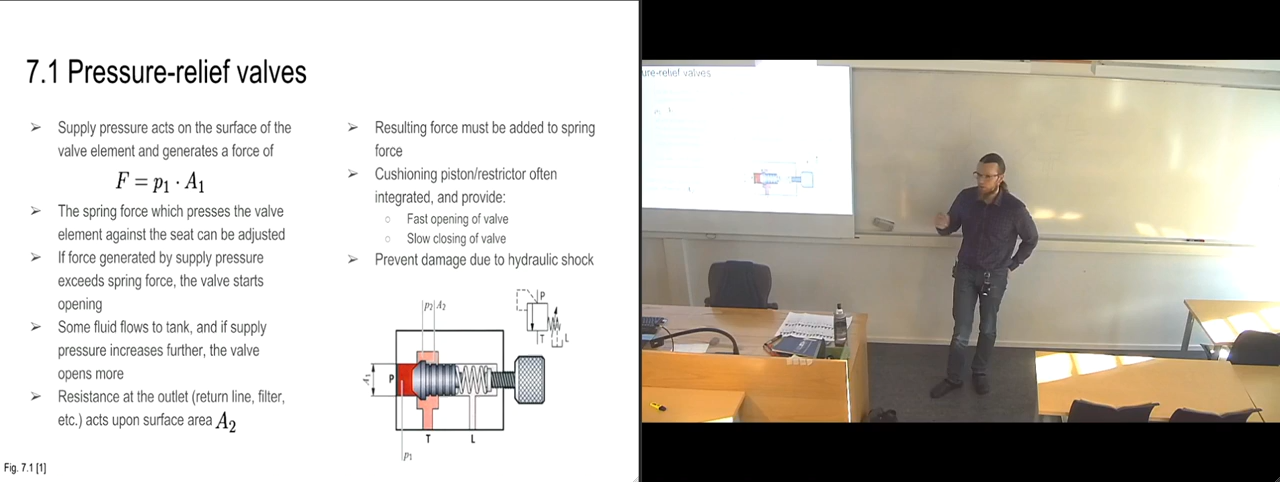 7.1 Pressure-relief valves
➢ Supply pressure acts on the surface of the
valve element and generates a force of
F = p₁ · A₁
➢ The spring force which presses the valve
element against the seat can be adjusted
➢ If force generated by supply pressure
exceeds spring force, the valve starts
opening
➢ Some fluid flows to tank, and if supply
pressure increases further, the valve
opens more
➢ Resistance at the outlet (return line, filter,
etc.) acts upon surface area A₂
➢ Resulting force must be added to spring
force
➢ Cushioning piston/restrictor often
integrated, and provide:
○ Fast opening of valve
○ Slow closing of valve
➢ Prevent damage due to hydraulic shock
P
T
L
p₂ A₂
A₁
P
T
L
p₁
Fig. 7.1 [1]
ure-relief valves